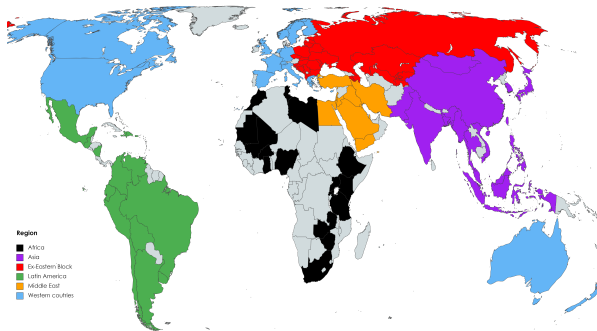 Region
Africa
Asia
Ex-Eastern Block
Latin America
Middle East
Western coutries